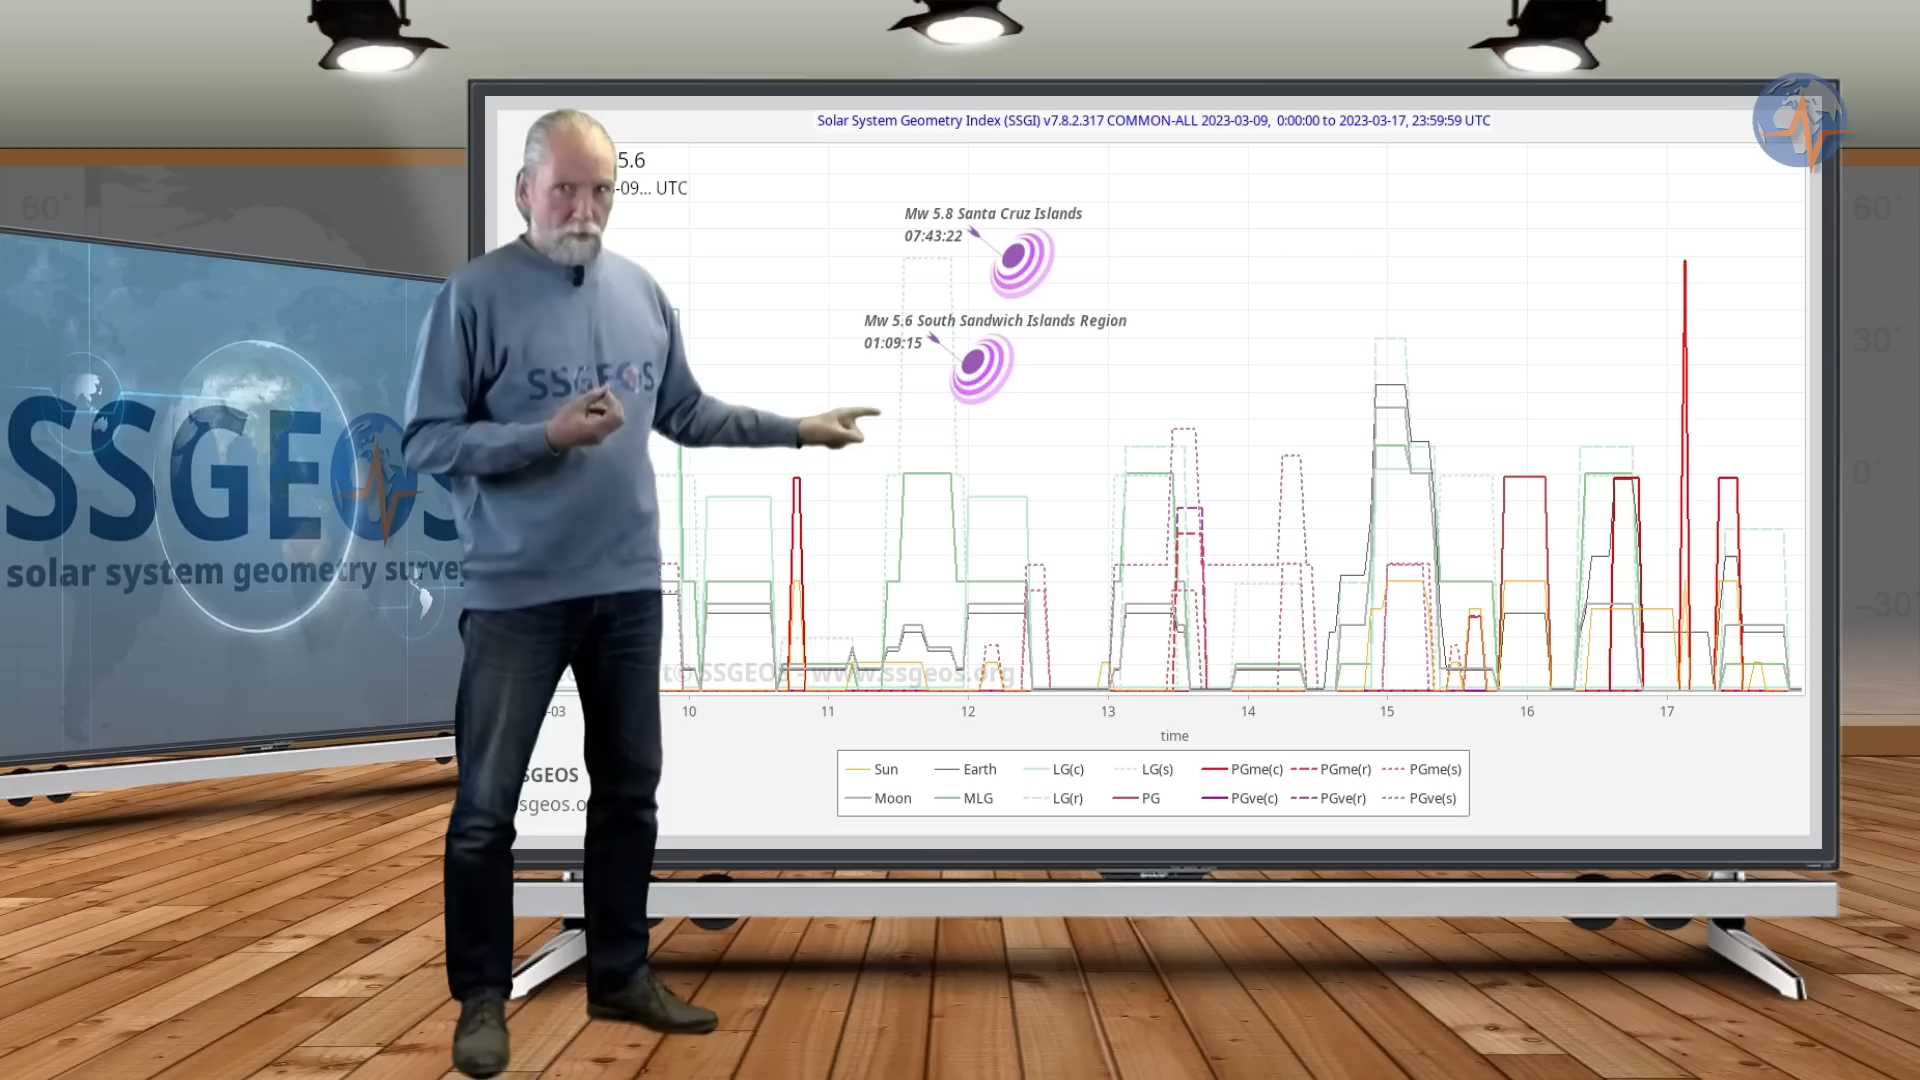 Solar System Geometry Index (SSGI) v7.8.2.317 COMMON-ALL 2023-03-09, 0:00:00 to 2023-03-17, 23:59:59 UTC
5.6
-09... UTC
Mw 5.8 Santa Cruz Islands
07:43:22
Mw 5.6 South Sandwich Islands Region
01:09:15
60°
60°
30°
0°
-30°
SSGEOS
SSGEOS
solar system geometry survey
t© SSGEOS - www.ssgeos.org
-03 10 11 12 13 14 15 16 17
time
Sun Earth LG(c) LG(s) PGme(c) PGme(r) PGme(s)
Moon MLG LG(r) PG PGve(c) PGve(r) PGve(s)
SGEOS
sgeos.o